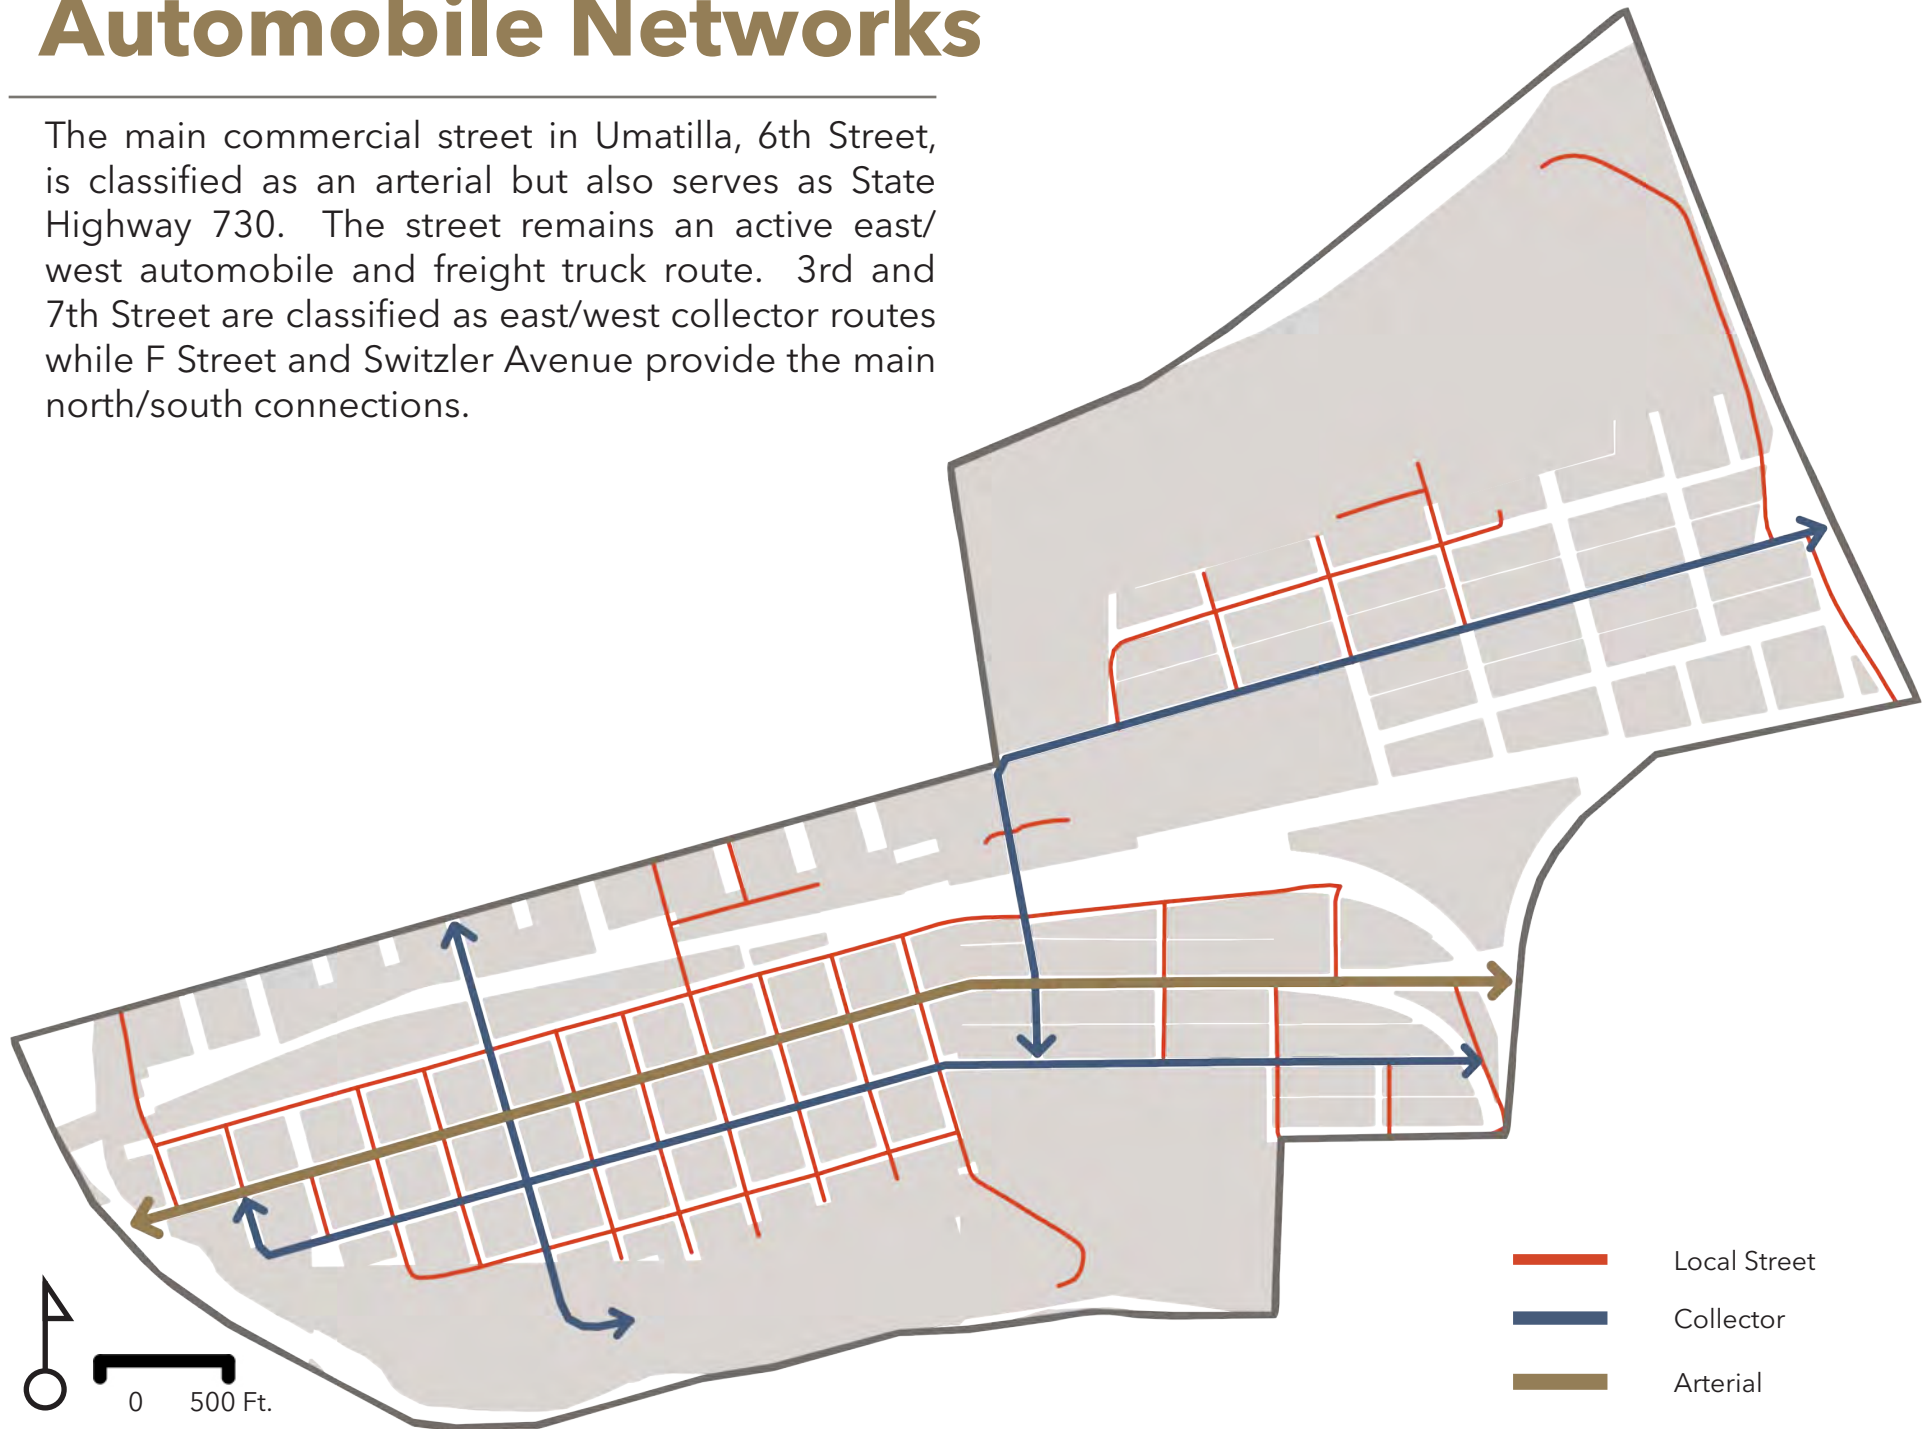 Automobile Networks
The main commercial street in Umatilla, 6th Street,
is classified as an arterial but also serves as State
Highway 730. The street remains an active east/
west automobile and freight truck route. 3rd and
7th Street are classified as east/west collector routes
while F Street and Switzler Avenue provide the main
north/south connections.
Local Street
Collector
Arterial
0 500 Ft.